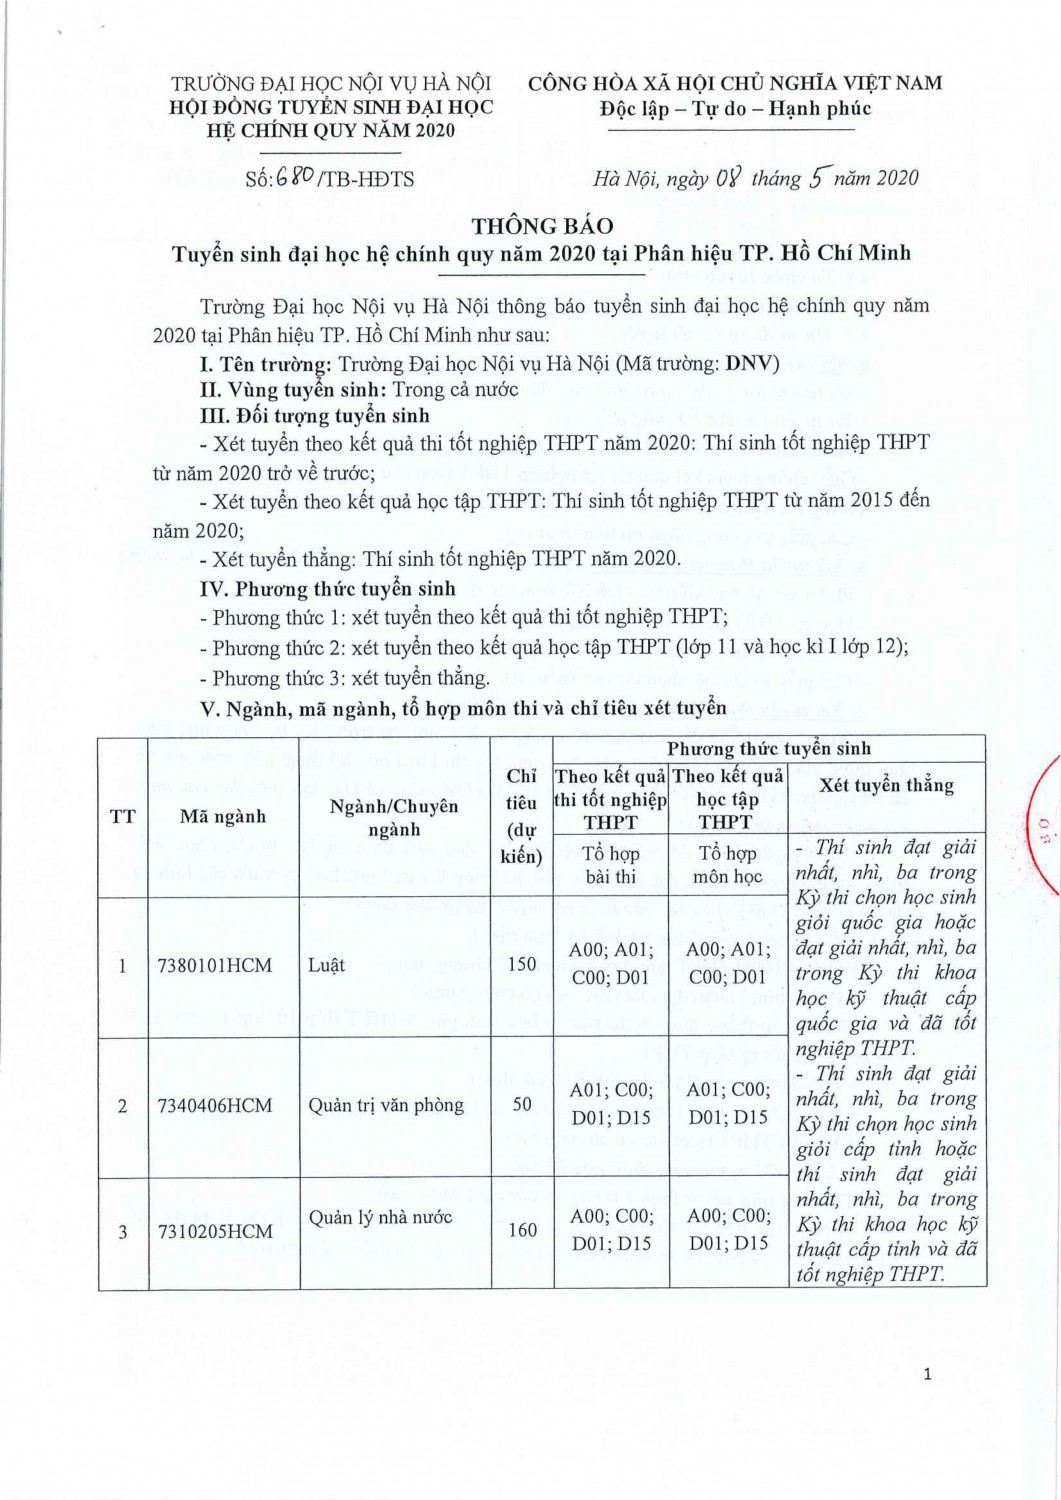 TRƯỜNG ĐẠI HỌC NỘI VỤ HÀ NỘI
HỘI ĐỒNG TUYỂN SINH ĐẠI HỌC
HỆ CHÍNH QUY NĂM 2020
Số:680/TB-HĐTS
CỘNG HÒA XÃ HỘI CHỦ NGHĨA VIỆT NAM
Độc lập – Tự do – Hạnh phúc
Hà Nội, ngày 08 tháng 5 năm 2020
THÔNG BÁO
Tuyển sinh đại học hệ chính quy năm 2020 tại Phân hiệu TP. Hồ Chí Minh
Trường Đại học Nội vụ Hà Nội thông báo tuyển sinh đại học hệ chính quy năm
2020 tại Phân hiệu TP. Hồ Chí Minh như sau:
I. Tên trường: Trường Đại học Nội vụ Hà Nội (Mã trường: DNV)
II. Vùng tuyển sinh: Trong cả nước
III. Đối tượng tuyển sinh
- Xét tuyển theo kết quả thi tốt nghiệp THPT năm 2020: Thí sinh tốt nghiệp THPT
từ năm 2020 trở về trước;
- Xét tuyển theo kết quả học tập THPT: Thí sinh tốt nghiệp THPT từ năm 2015 đến
năm 2020;
- Xét tuyển thẳng: Thí sinh tốt nghiệp THPT năm 2020.
IV. Phương thức tuyển sinh
- Phương thức 1: xét tuyển theo kết quả thi tốt nghiệp THPT;
- Phương thức 2: xét tuyển theo kết quả học tập THPT (lớp 11 và học kì I lớp 12);
- Phương thức 3: xét tuyển thẳng.
V. Ngành, mã ngành, tổ hợp môn thi và chỉ tiêu xét tuyển
TT
Mã ngành
Ngành/Chuyên
ngành
Chỉ
tiêu
(dự
kiến)
Phương thức tuyển sinh
Theo kết quả
thi tốt nghiệp
THPT
Theo kết quả
học tập
THPT
Xét tuyển thẳng
Tổ hợp
bài thi
Tổ hợp
môn học
1
7380101HCM
Luật
150
A00; A01;
C00; D01
A00; A01;
C00; D01
2
7340406HCM
Quản trị văn phòng
50
A01; C00;
D01; D15
A01; C00;
D01; D15
3
7310205HCM
Quản lý nhà nước
160
A00; C00;
D01; D15
A00; C00;
D01; D15
- Thí sinh đạt giải
nhất, nhì, ba trong
Kỳ thi chọn học sinh
giỏi quốc gia hoặc
đạt giải nhất, nhì, ba
trong Kỳ thi khoa
học kỹ thuật cấp
quốc gia và đã tốt
nghiệp THPT.
- Thí sinh đạt giải
nhất, nhì, ba trong
Kỳ thi chọn học sinh
giỏi cấp tỉnh hoặc
thí sinh đạt giải
nhất, nhì, ba trong
Kỳ thi khoa học kỹ
thuật cấp tỉnh và đã
tốt nghiệp THPT.
1